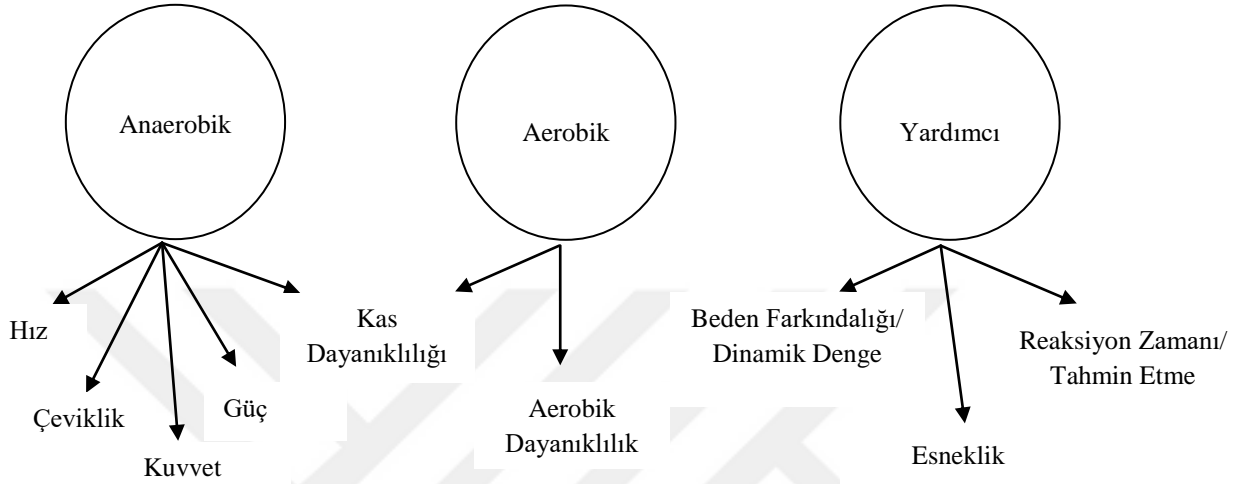 Anaerobik
Aerobik
Yardımcı
Hız
Çeviklik
Kuvvet
Güç
Kas
Dayanıklılığı
Aerobik
Dayanıklılık
Beden Farkındalığı/
Dinamik Denge
Esneklik
Reaksiyon Zamanı/
Tahmin Etme